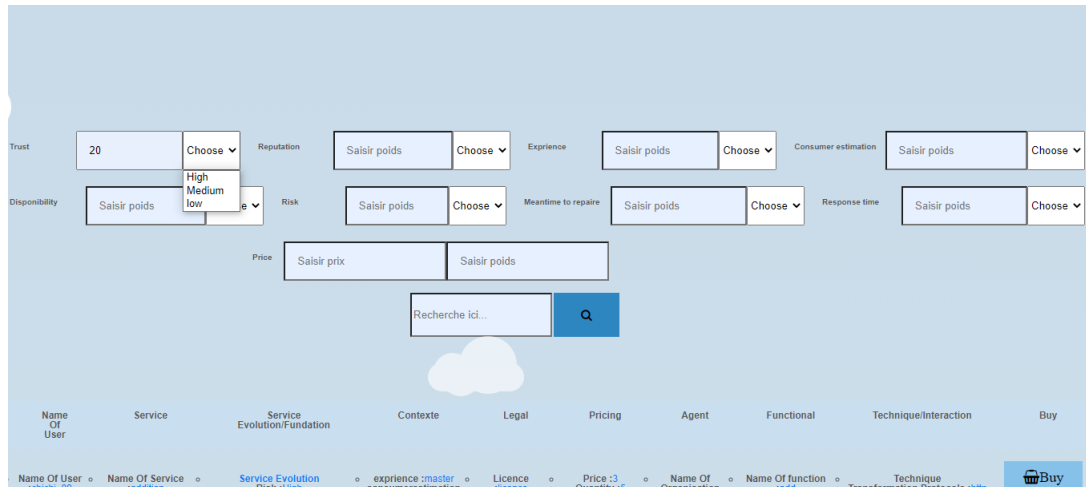 Trust 20 Choose Reputation Saisir poids Choose Exprience Saisir poids Choose Consumer estimation Saisir poids Choose
High
Medium
low
Disponibility Saisir poids Risk Saisir poids Choose Meantime to repaire Saisir poids Choose Response time Saisir poids Choose
Price Saisir prix Saisir poids
Recherche ici...
Name Of User Service Service Evolution/Fundation Contexte Legal Pricing Agent Functional Technique/Interaction Buy
Name Of User Name Of Service Service Evolution exprience :master Licence Price :3 Name Of Name Of function Technique Buy